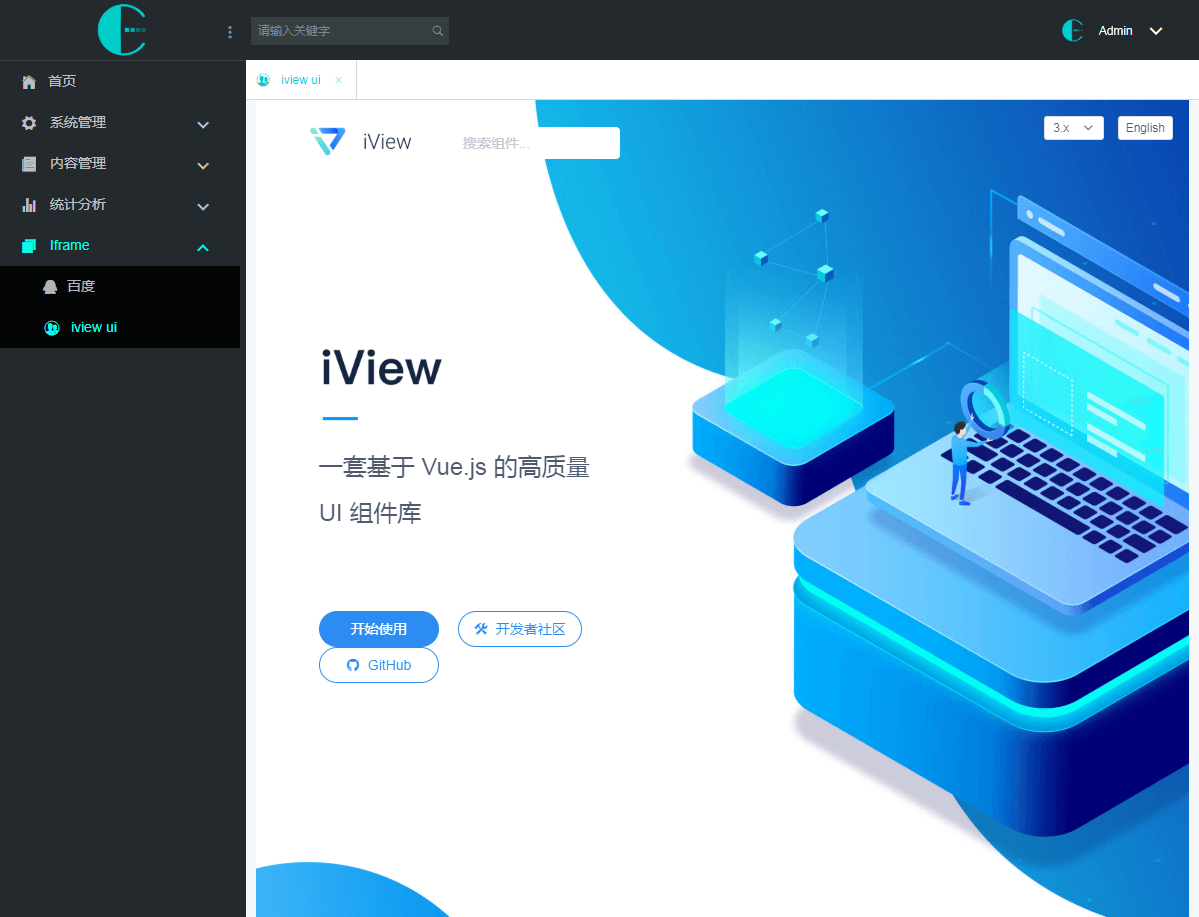 请输入关键字
Admin
首页
系统管理
内容管理
统计分析
Iframe
百度
iview ui
iview ui
iView
搜索组件...
3.x
English
iView
一套基于 Vue.js 的高质量
UI 组件库
开始使用
开发者社区
GitHub